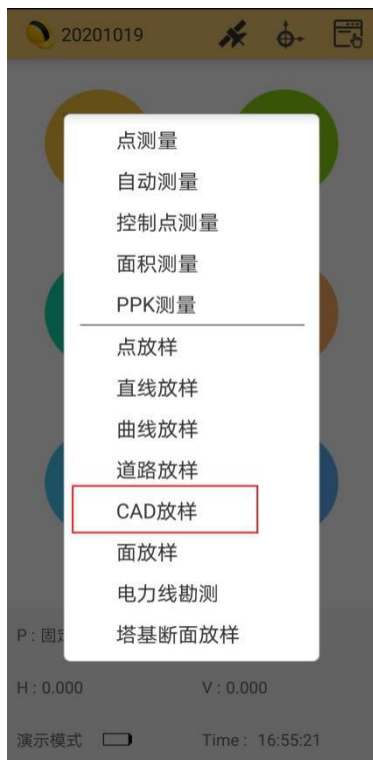 20201019
点测量
自动测量
控制点测量
面积测量
PPK测量
点放样
直线放样
曲线放样
道路放样
CAD放样
面放样
电力线勘测
塔基断面放样
P : 固定
H : 0.000 V : 0.000
演示模式 Time : 16:55:21